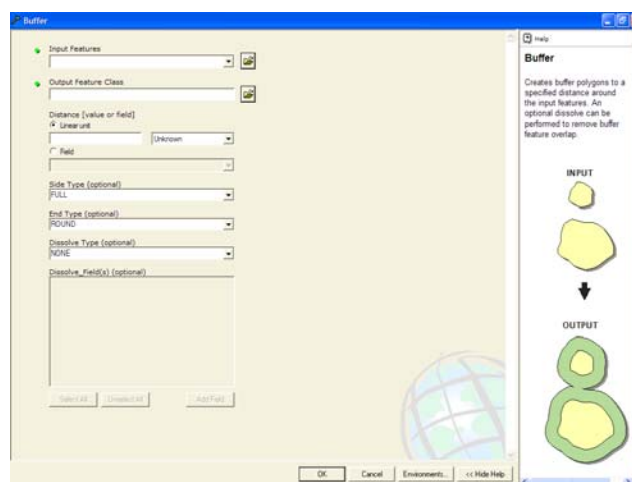 Buffer
Input Features
Output Feature Class
Distance [value or field]
Linear unit
Unknown
Field
Side Type (optional)
FULL
End Type (optional)
ROUND
Dissolve Type (optional)
NONE
Dissolve_Field(s) (optional)
Select All
Unselect All
Add Field
OK
Cancel
Environments...
<< Hide Help
Help
Buffer
Creates buffer polygons to a
specified distance around
the input features. An
optional dissolve can be
performed to remove buffer
feature overlap.
INPUT
OUTPUT